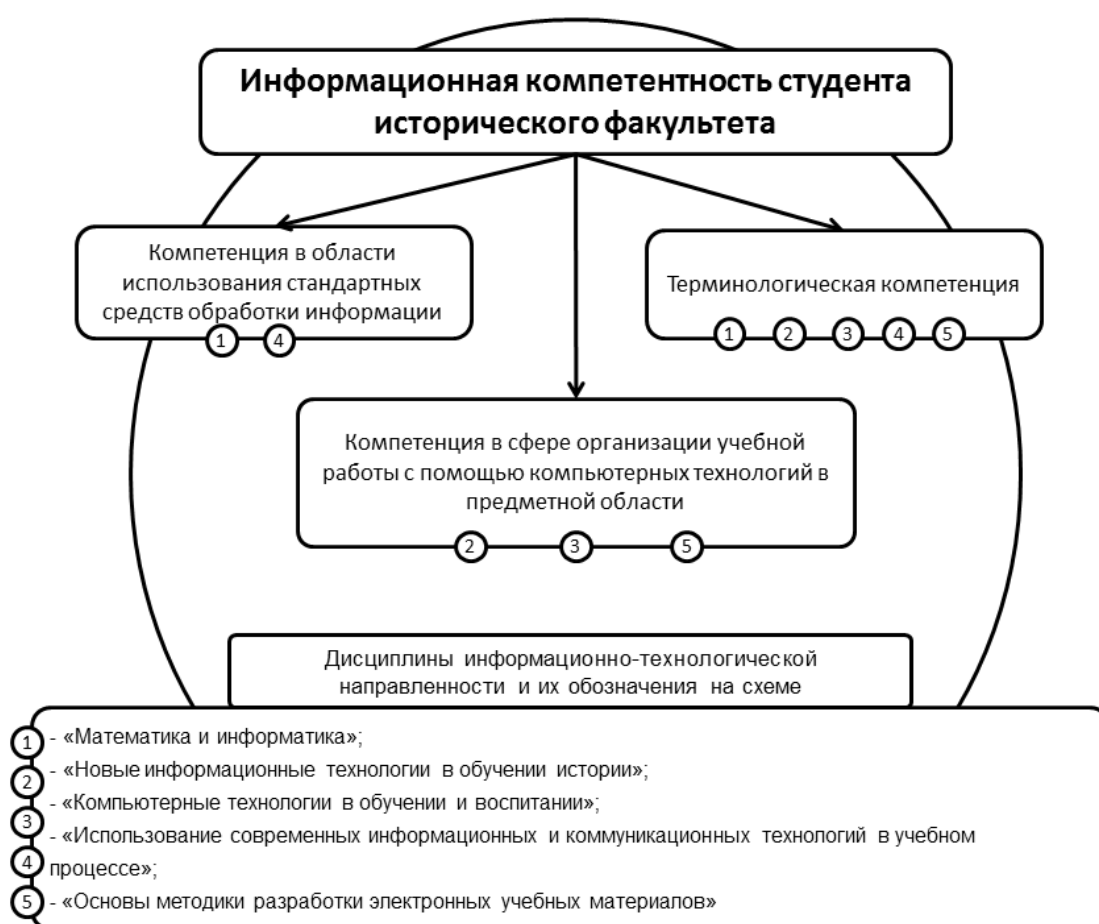 Информационная компетентность студента
исторического факультета
Компетенция в области
использования стандартных
средств обработки информации
1 4
Терминологическая компетенция
1 2 3 4 5
Компетенция в сфере организации учебной
работы с помощью компьютерных технологий в
предметной области
2 3 5
Дисциплины информационно-технологической
направленности и их обозначения на схеме
1 - «Математика и информатика»;
2 - «Новые информационные технологии в обучении истории»;
3 - «Компьютерные технологии в обучении и воспитании»;
- «Использование современных информационных и коммуникационных технологий в учебном
4 процессе»;
5 - «Основы методики разработки электронных учебных материалов»